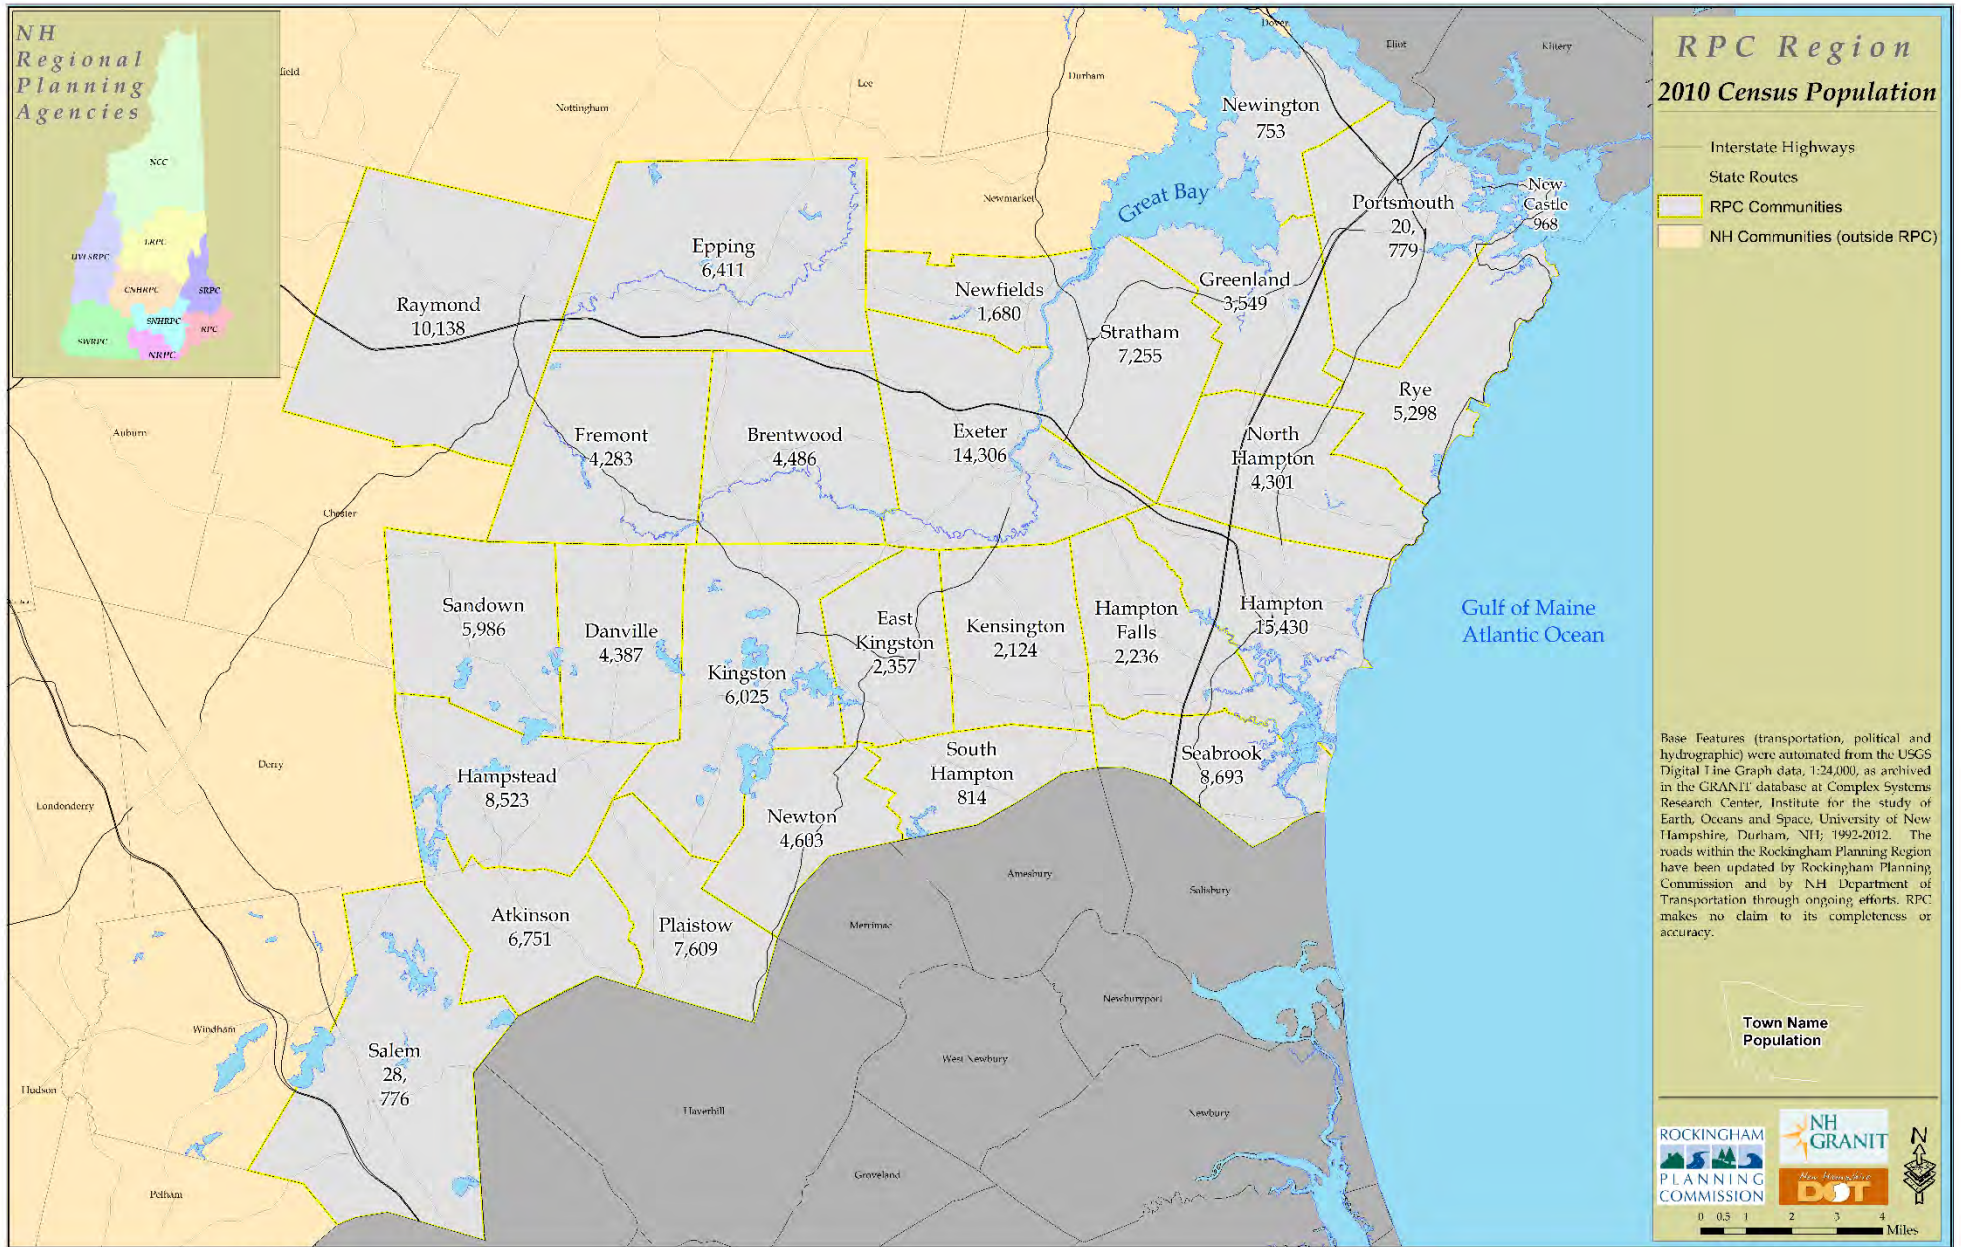 NH
Regional
Planning
Agencies
NCC
LRPC
UVLSRPC
CNHRPC
SRPC
SNHRPC
RPC
SWRPC
NRPC
RPC Region
2010 Census Population
Interstate Highways
State Routes
RPC Communities
NH Communities (outside RPC)
Dover
Eliot
Kittery
field
Lee
Durham
Nottingham
Newington
753
Newmarket
Great Bay
New
Castle
968
Portsmouth
20,
779
Epping
6,411
Raymond
10,138
Newfields
1,680
Greenland
3,549
Stratham
7,255
Rye
5,298
Auburn
Fremont
4,283
Brentwood
4,486
Exeter
14,306
North
Hampton
4,301
Chester
Sandown
5,986
Danville
4,387
Kingston
6,025
East
Kingston
2,357
Kensington
2,124
Hampton
Falls
2,236
Hampton
15,430
Gulf of Maine
Atlantic Ocean
Derry
Londonderry
Hampstead
8,523
South
Hampton
814
Seabrook
8,693
Newton
4,603
Atkinson
6,751
Plaistow
7,609
Amesbury
Salisbury
Merrimac
Newburyport
Windham
Salem
28,
776
West Newbury
Hudson
Haverhill
Newbury
Groveland
Pelham
Base Features (transportation, political and
hydrographic) were automated from the USGS
Digital Line Graph data, 1:24,000, as archived
in the GRANIT database at Complex Systems
Research Center, Institute for the study of
Earth, Oceans and Space, University of New
Hampshire, Durham, NH; 1992-2012. The
roads within the Rockingham Planning Region
have been updated by Rockingham Planning
Commission and by NH Department of
Transportation through ongoing efforts. RPC
makes no claim to its completeness or
accuracy.
Town Name
Population
ROCKINGHAM
PLANNING
COMMISSION
NH
GRANIT
New Hampshire
DOT
N
0 0.5 1 2 3 4
Miles